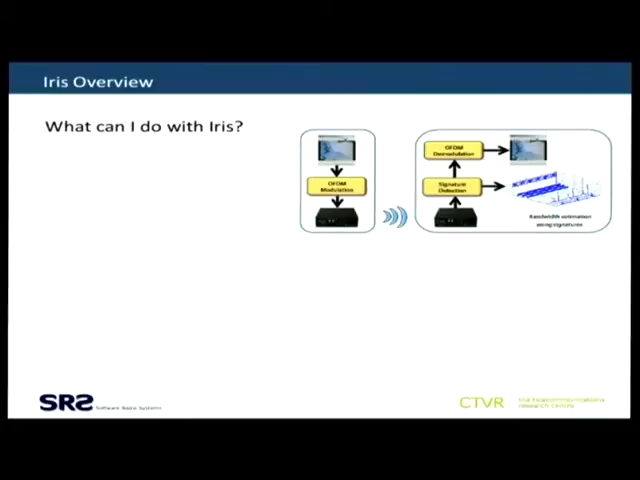 Iris Overview
What can I do with Iris?
OFDM
Modulation
OFDM
Demodulation
Signature
Detection
Bandwidth estimation
using signatures
SRS Software Radio Systems
CTVR the telecommunications
research centre